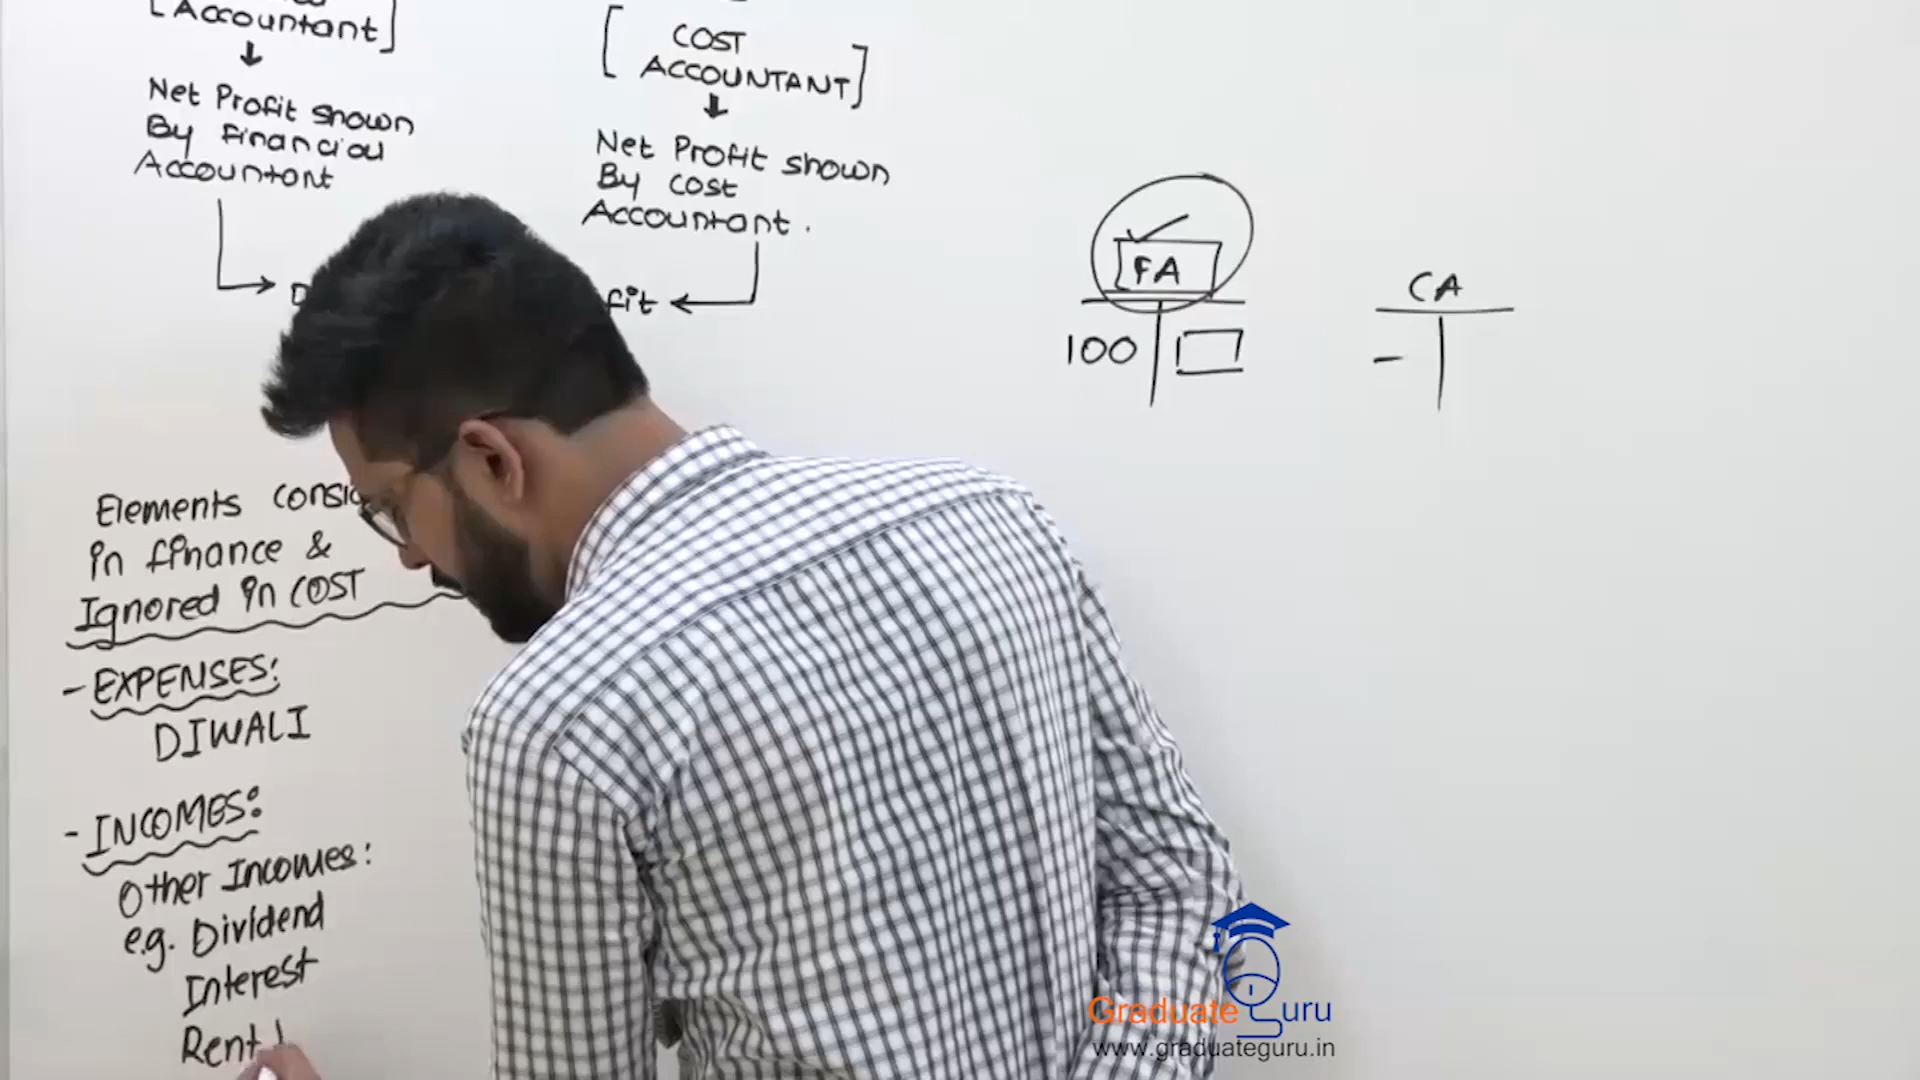 [Accountant]
Net Profit shown
By Financial
Accountant
[COST
ACCOUNTANT]
Net Profit shown
By Cost
Accountant.
FA
100
CA
-
Elements
in finance &
Ignored in COST
- EXPENSES:
DIWALI
- INCOMES:
Other Incomes:
e.g. Dividend
Interest
Rent
Graduate Guru
www.graduateguru.in